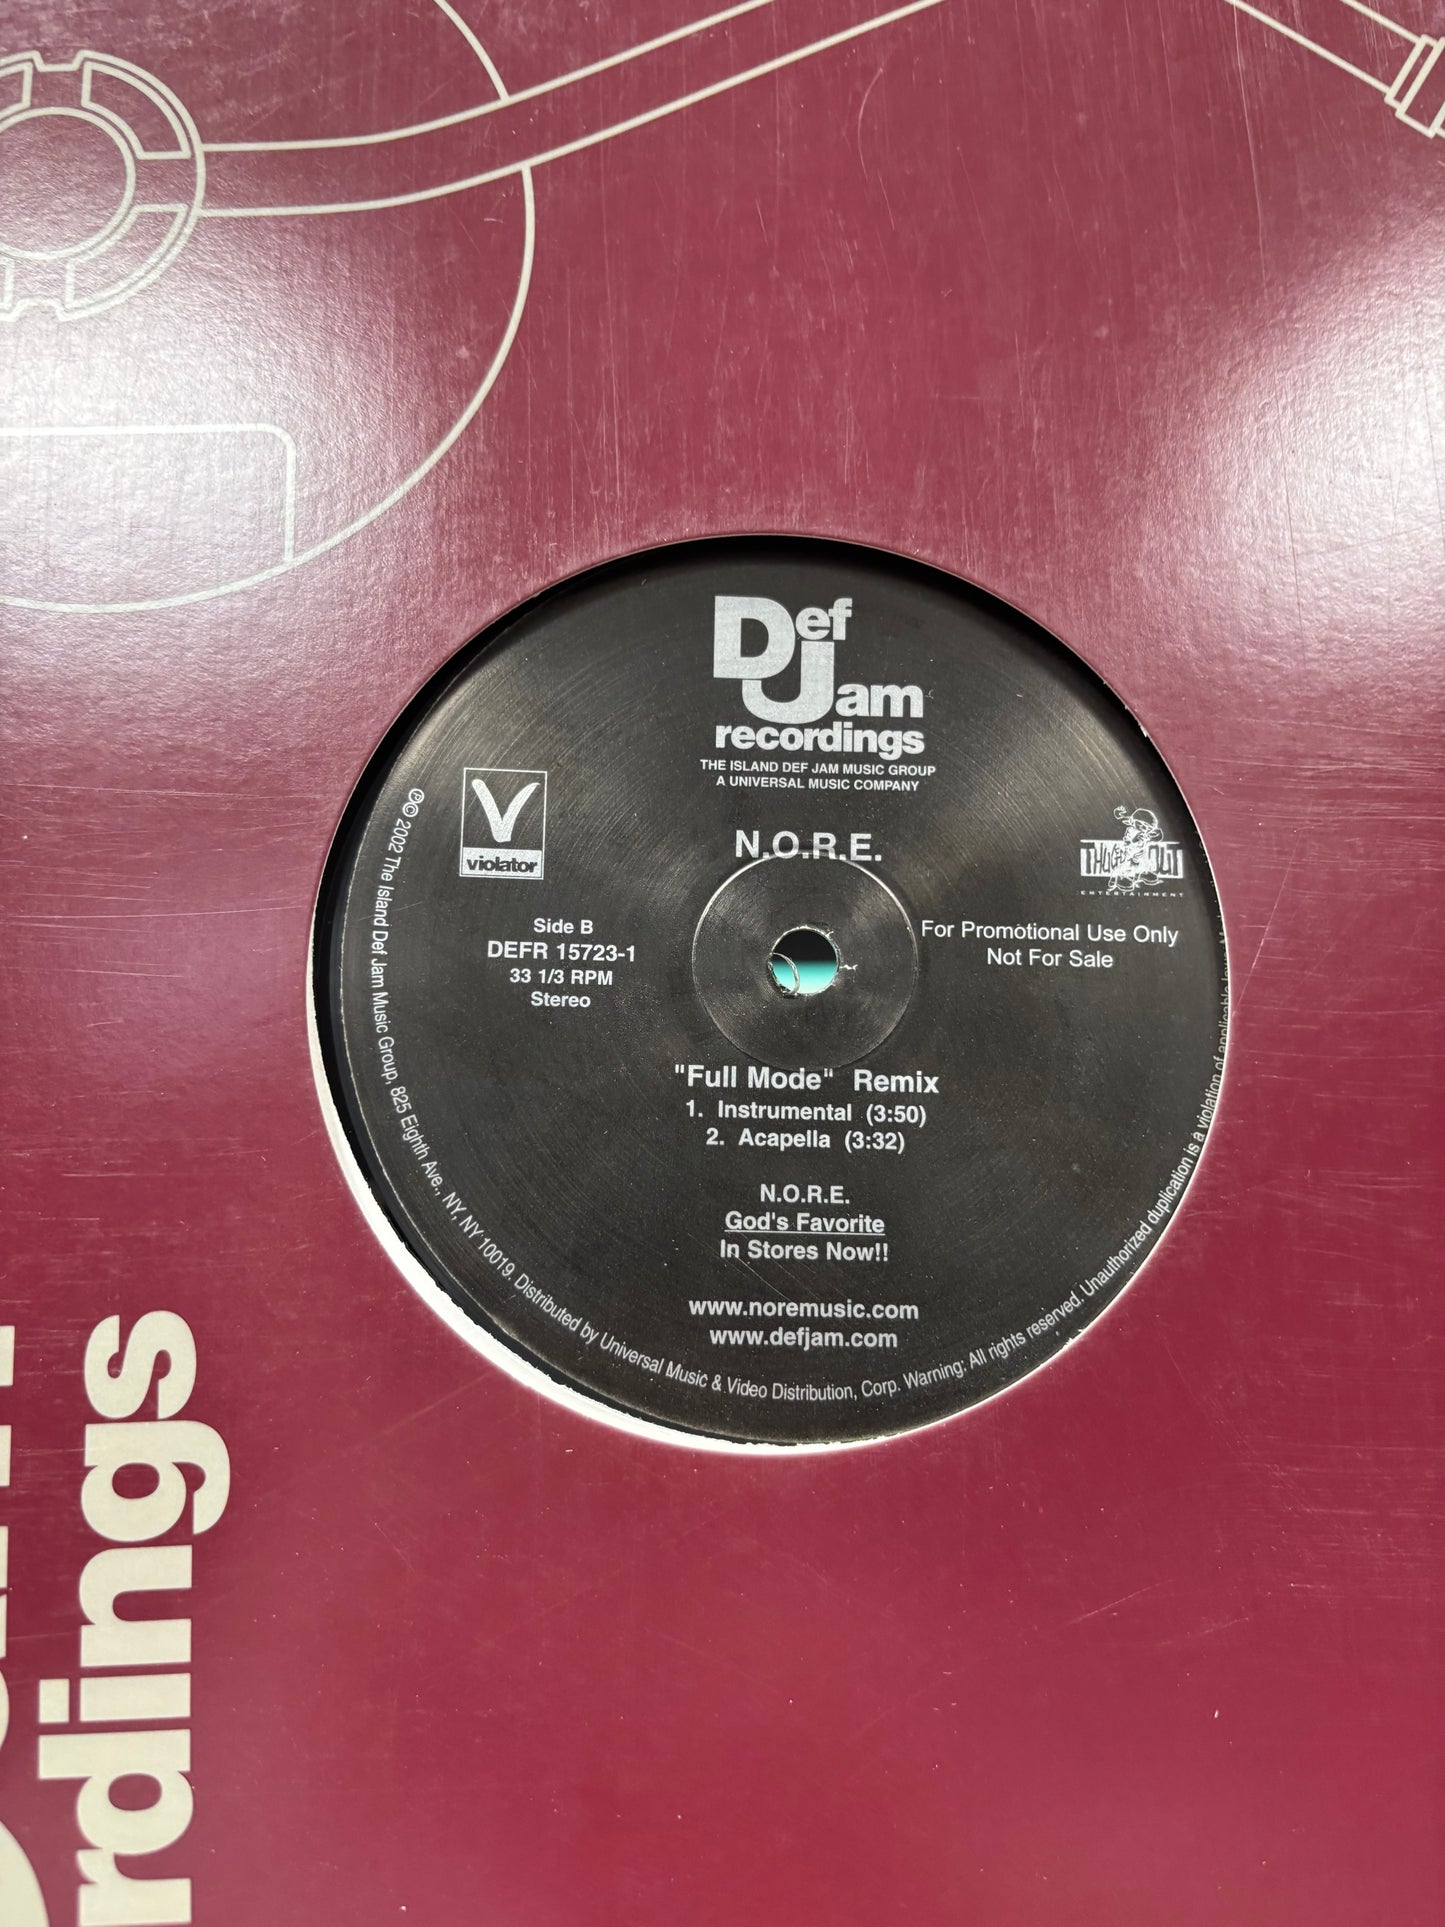 Def
Jam
recordings
THE ISLAND DEF JAM MUSIC GROUP
A UNIVERSAL MUSIC COMPANY
violator
N.O.R.E.
THUGGED OUT
ENTERTAINMENT
Side B
DEFR 15723-1
33 1/3 RPM
Stereo
For Promotional Use Only
Not For Sale
"Full Mode" Remix
1. Instrumental (3:50)
2. Acapella (3:32)
N.O.R.E.
God's Favorite
In Stores Now!!
www.noremusic.com
www.defjam.com
℗© 2002 The Island Def Jam Music Group, 825 Eighth Ave., NY, NY 10019. Distributed by Universal Music & Video Distribution, Corp. Warning: All rights reserved. Unauthorized duplication is a violation of applicable laws.
rdings